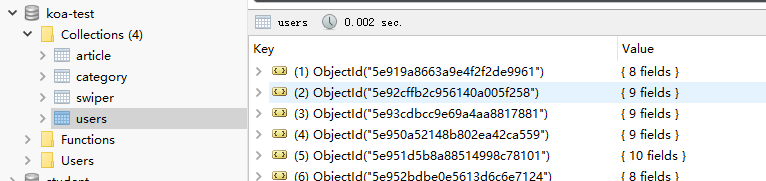 koa-test
Collections (4)
article
category
swiper
users
Functions
Users
users 0.002 sec.
Key Value
(1) ObjectId("5e919a8663a9e4f2f2de9961") { 8 fields }
(2) ObjectId("5e92cffb2c956140a005f258") { 9 fields }
(3) ObjectId("5e93cdbcc9e69a4aa8817881") { 9 fields }
(4) ObjectId("5e950a52148b802ea42ca559") { 9 fields }
(5) ObjectId("5e951d5b8a88514998c78101") { 10 fields }
(6) ObjectId("5e952bdbe0e5613d6c6e7124") { 8 fields }